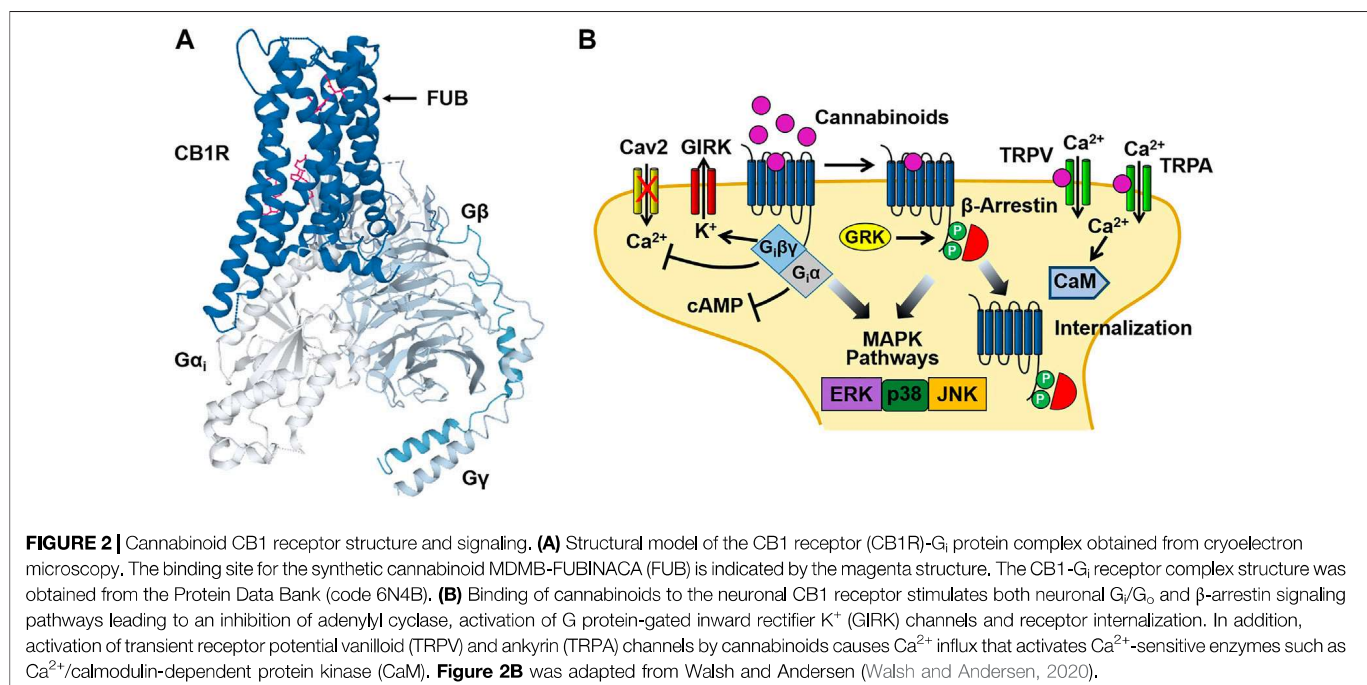 A
FUB
CB1R
Gβ
Gαᵢ
Gγ
B
Cannabinoids
Cav2
GIRK
TRPV
Ca²⁺
Ca²⁺
TRPA
β-Arrestin
Ca²⁺
K⁺
Gᵢβγ
Gᵢα
GRK
P
P
Ca²⁺
CaM
cAMP
Internalization
MAPK
Pathways
ERK
p38
JNK
P
P
FIGURE 2 | Cannabinoid CB1 receptor structure and signaling. (A) Structural model of the CB1 receptor (CB1R)-Gᵢ protein complex obtained from cryoelectron
microscopy. The binding site for the synthetic cannabinoid MDMB-FUBINACA (FUB) is indicated by the magenta structure. The CB1-Gᵢ receptor complex structure was
obtained from the Protein Data Bank (code 6N4B). (B) Binding of cannabinoids to the neuronal CB1 receptor stimulates both neuronal Gᵢ/Gₒ and β-arrestin signaling
pathways leading to an inhibition of adenylyl cyclase, activation of G protein-gated inward rectifier K⁺ (GIRK) channels and receptor internalization. In addition,
activation of transient receptor potential vanilloid (TRPV) and ankyrin (TRPA) channels by cannabinoids causes Ca²⁺ influx that activates Ca²⁺-sensitive enzymes such as
Ca²⁺/calmodulin-dependent protein kinase (CaM). Figure 2B was adapted from Walsh and Andersen (Walsh and Andersen, 2020).